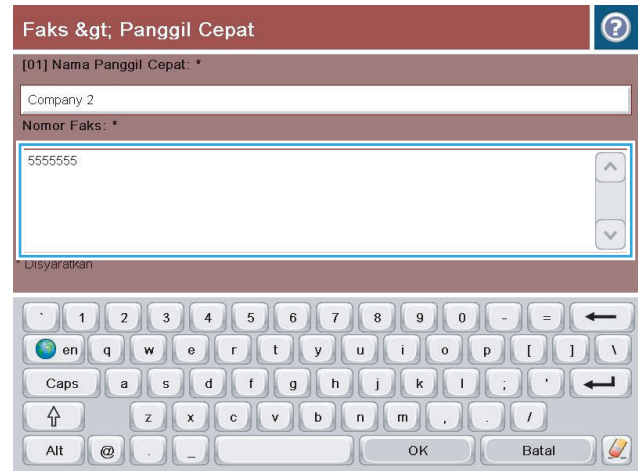 Faks &gt; Panggil Cepat
?
[01] Nama Panggil Cepat: *
Company 2
Nomor Faks: *
5555555
* Disyaratkan
` 1 2 3 4 5 6 7 8 9 0 - =
en q w e r t y u i o p [ ] \
Caps a s d f g h j k l ; '
z x c v b n m , . /
Alt @ . _ OK Batal